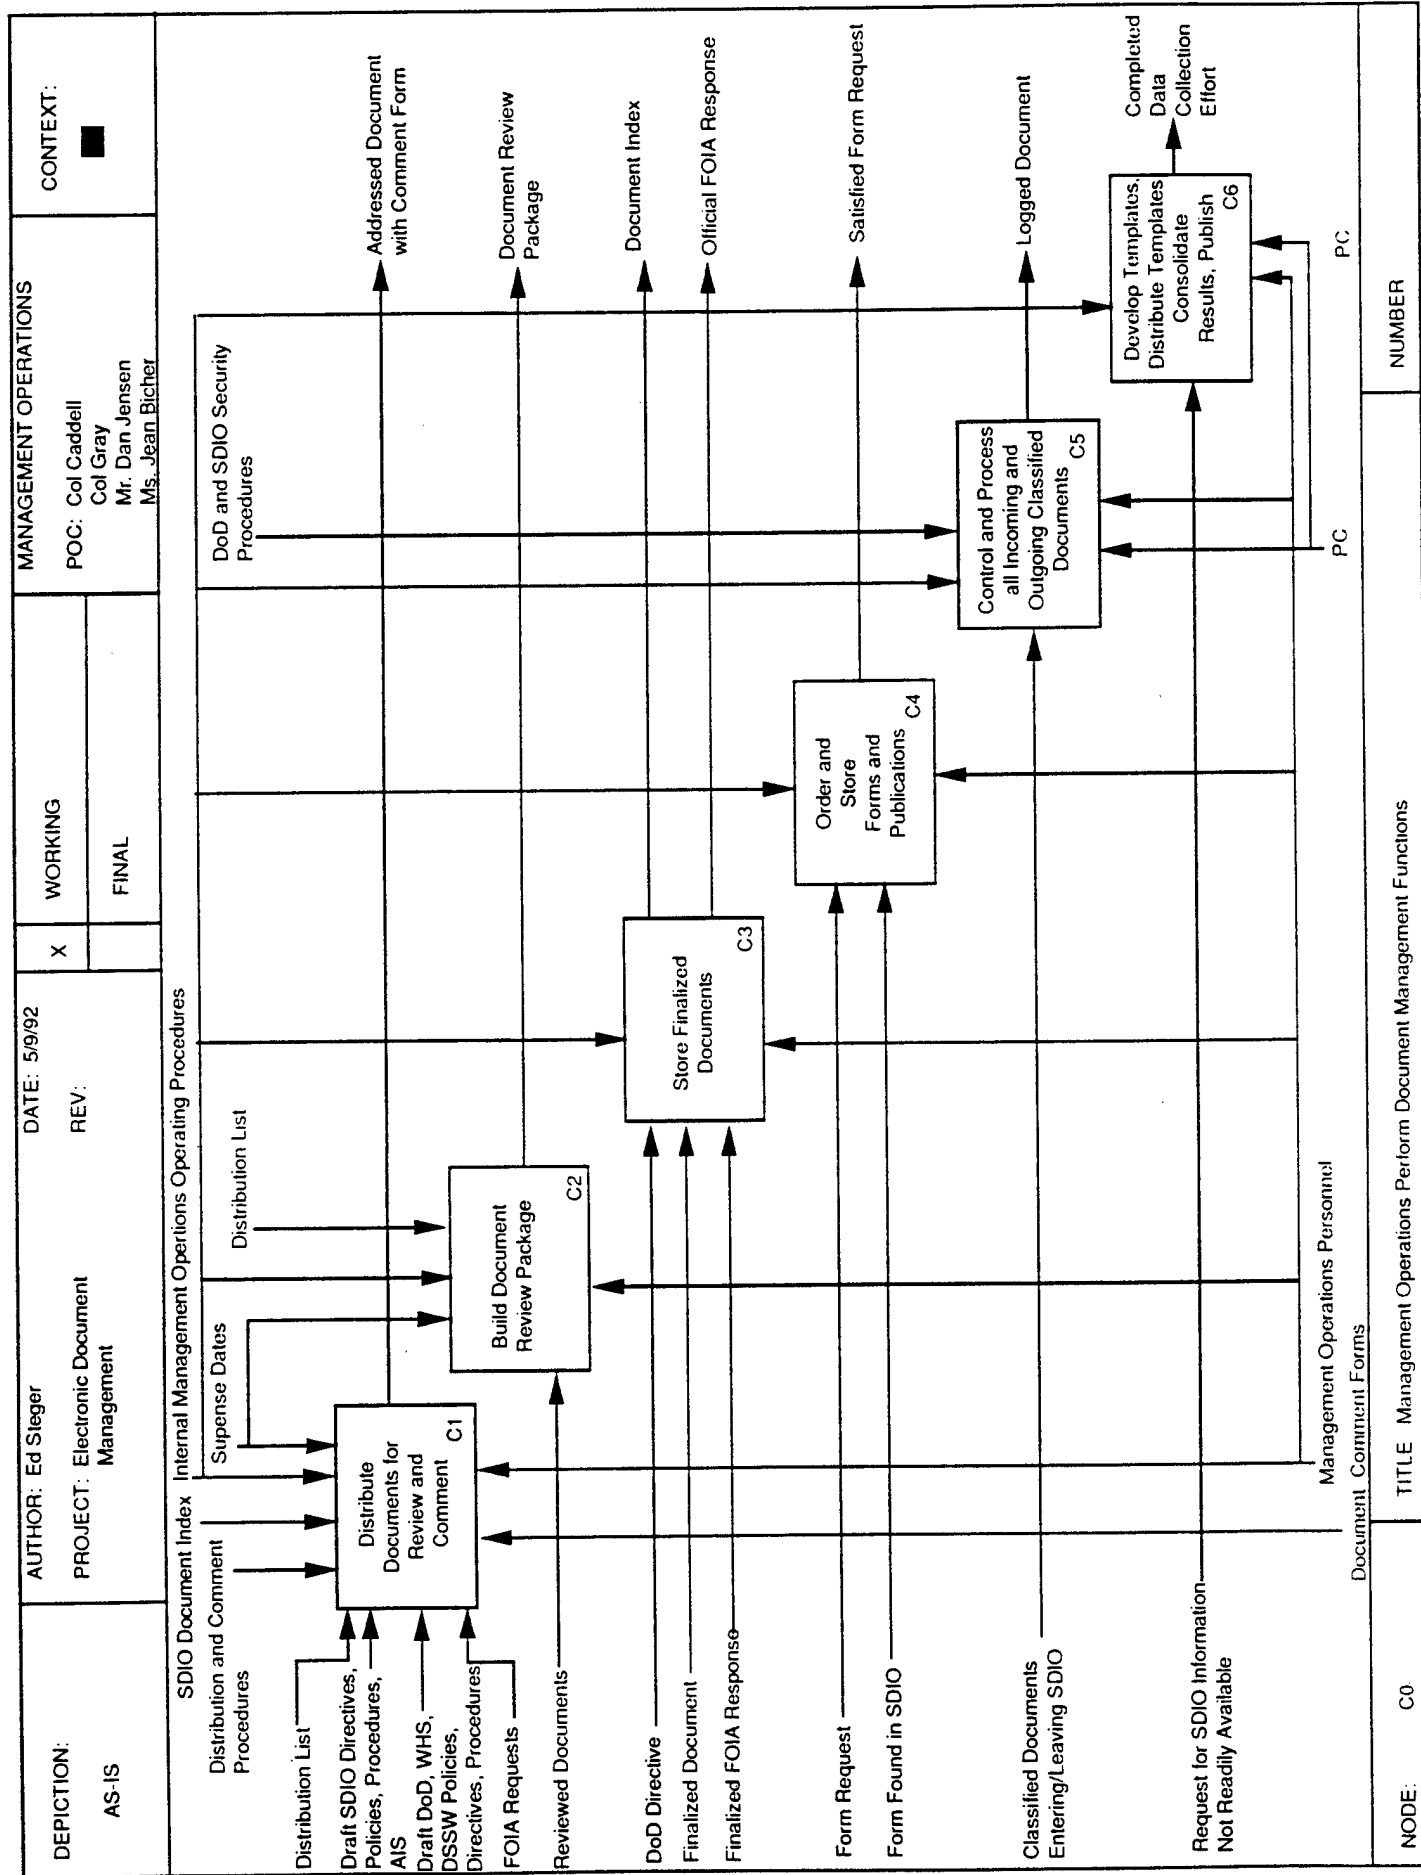 DEPICTION:
AS-IS
AUTHOR: Ed Steger
PROJECT: Electronic Document
Management
DATE: 5/9/92
REV:
X
WORKING
FINAL
MANAGEMENT OPERATIONS
POC: Col Caddell
Col Gray
Mr. Dan Jensen
Ms. Jean Bicher
CONTEXT:
SDIO Document Index
Internal Management Opertions Operating Procedures
Distribution and Comment
Procedures
Supense Dates
Distribution List
DoD and SDIO Security
Procedures
Distribution List
Draft SDIO Directives,
Policies, Procedures,
AIS
Draft DoD, WHS,
DSSW Policies,
Directives, Procedures
FOIA Requests
Reviewed Documents
DoD Directive
Finalized Document
Finalized FOIA Response
Form Request
Form Found in SDIO
Classified Documents
Entering/Leaving SDIO
Request for SDIO Information
Not Readily Available
Distribute
Documents for
Review and
Comment
C1
Build Document
Review Package
C2
Store Finalized
Documents
C3
Order and
Store
Forms and
Publications
C4
Control and Process
all Incoming and
Outgoing Classified
Documents
C5
Develop Templates,
Distribute Templates
Consolidate
Results, Publish
C6
Addressed Document
with Comment Form
Document Review
Package
Document Index
Official FOIA Response
Satisfied Form Request
Logged Document
Completed
Data
Collection
Effort
Management Operations Personnel
Document Comment Forms
PC
PC
NODE: C0
TITLE Management Operations Perform Document Management Functions
NUMBER